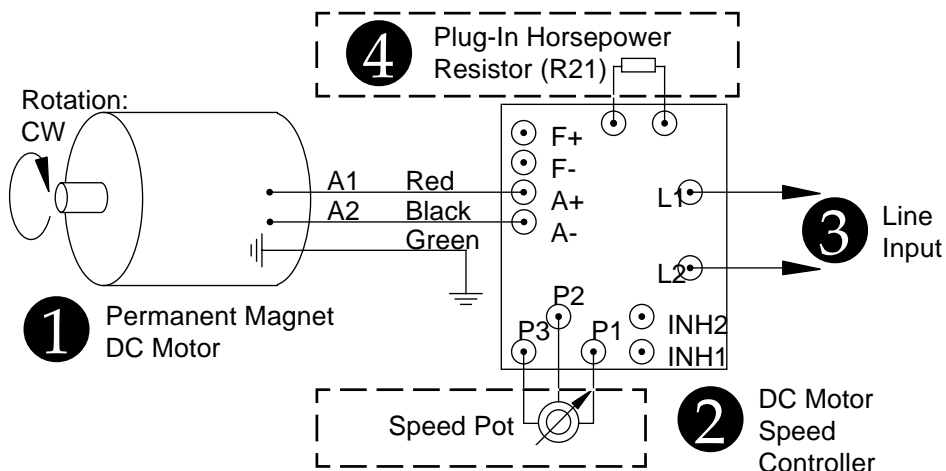 4
Plug-In Horsepower
Resistor (R21)
Rotation:
CW
F+
F-
A1 Red
A+
L1
A2 Black
A-
Green
3
Line
Input
L2
P2
INH2
1
Permanent Magnet
DC Motor
P3
P1
INH1
Speed Pot
2
DC Motor
Speed
Controller